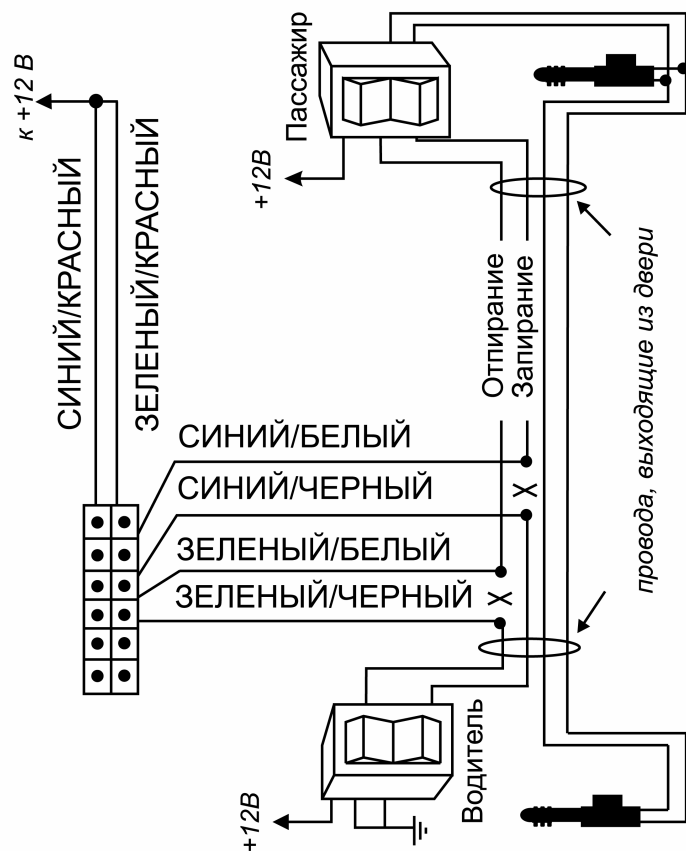 Пассажир
к +12 В
+12В
СИНИЙ/КРАСНЫЙ
ЗЕЛЕНЫЙ/КРАСНЫЙ
Отпирание
Запирание
провода, выходящие из двери
СИНИЙ/БЕЛЫЙ
СИНИЙ/ЧЕРНЫЙ
ЗЕЛЕНЫЙ/БЕЛЫЙ
ЗЕЛЕНЫЙ/ЧЕРНЫЙ
Водитель
+12В